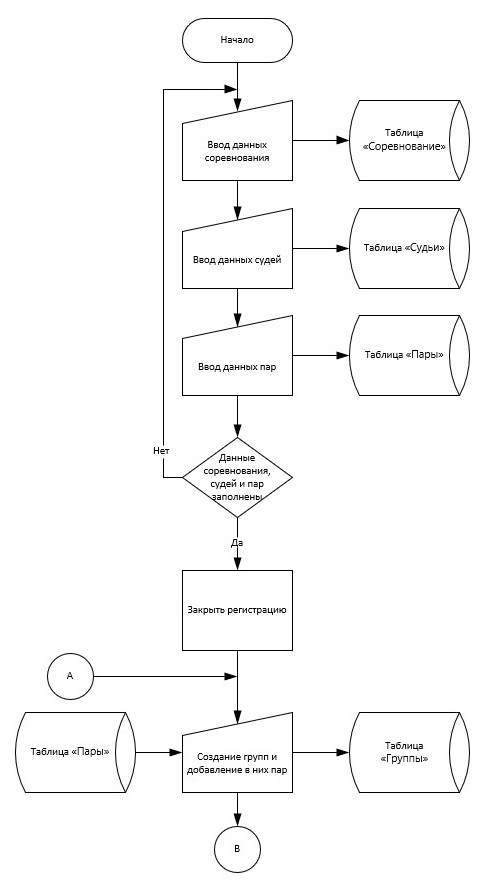 Начало
Ввод данных
соревнования
Таблица
«Соревнование»
Ввод данных судей
Таблица «Судьи»
Ввод данных пар
Таблица «Пары»
Нет
Данные
соревнования,
судей и пар
заполнены
Да
Закрыть регистрацию
A
Таблица «Пары»
Создание групп и
добавление в них пар
Таблица
«Группы»
B